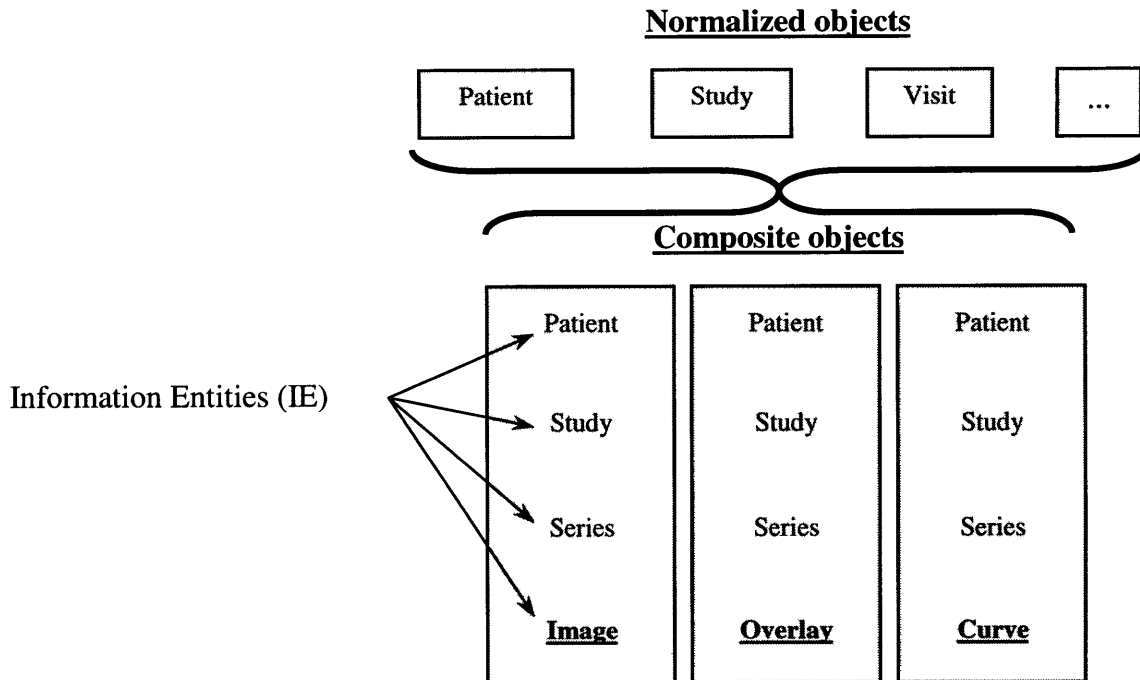 Normalized objects
Patient Study Visit ...
Composite objects
Patient Patient Patient
Information Entities (IE)
Study Study Study
Series Series Series
Image Overlay Curve